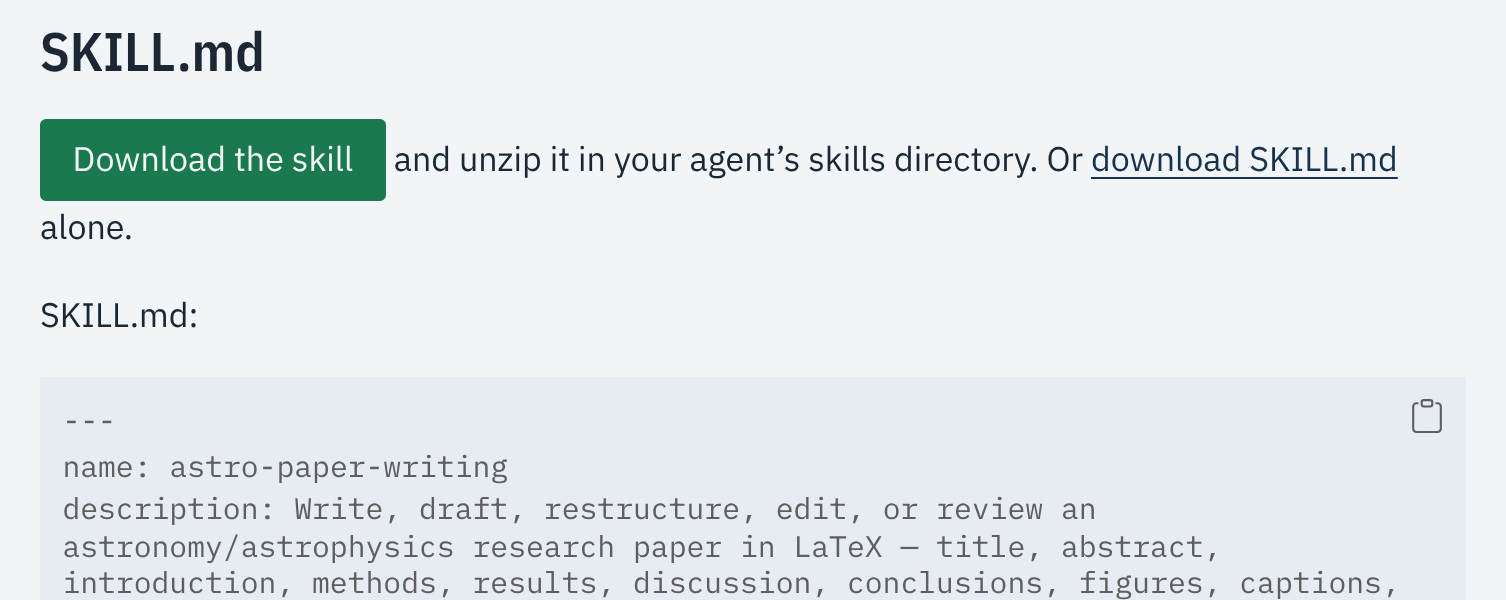 SKILL.md
Download the skill and unzip it in your agent’s skills directory. Or download SKILL.md
alone.
SKILL.md:
---
name: astro-paper-writing
description: Write, draft, restructure, edit, or review an
astronomy/astrophysics research paper in LaTeX — title, abstract,
introduction, methods, results, discussion, conclusions, figures, captions,